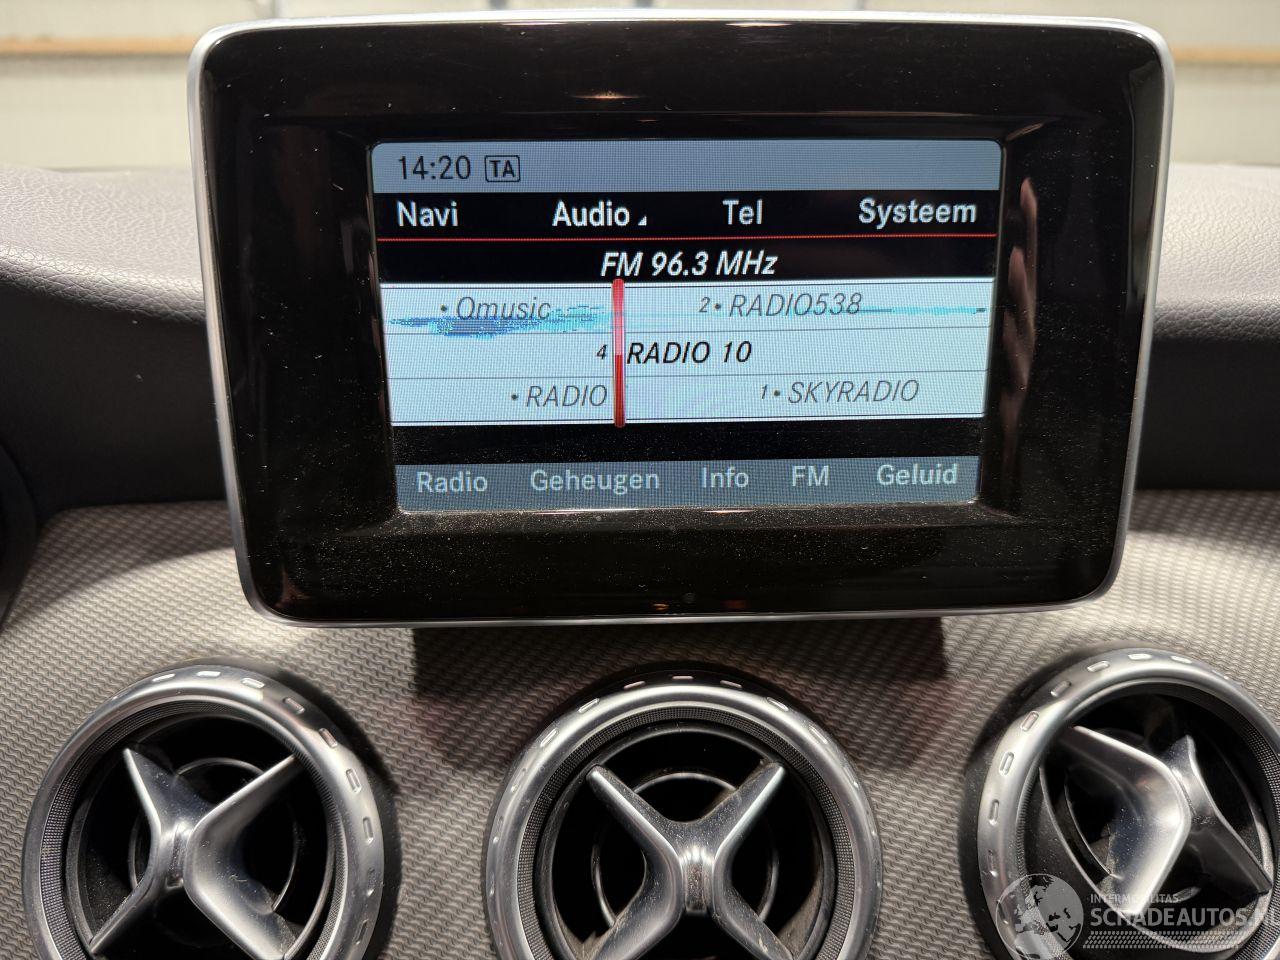 14:20 TA
Navi Audio Tel Systeem
FM 96.3 MHz
• Qmusic 2• RADIO538
4 RADIO 10
• RADIO 1• SKYRADIO
Radio Geheugen Info FM Geluid
INTERMOBILITAS
SCHADEAUTOS.NL